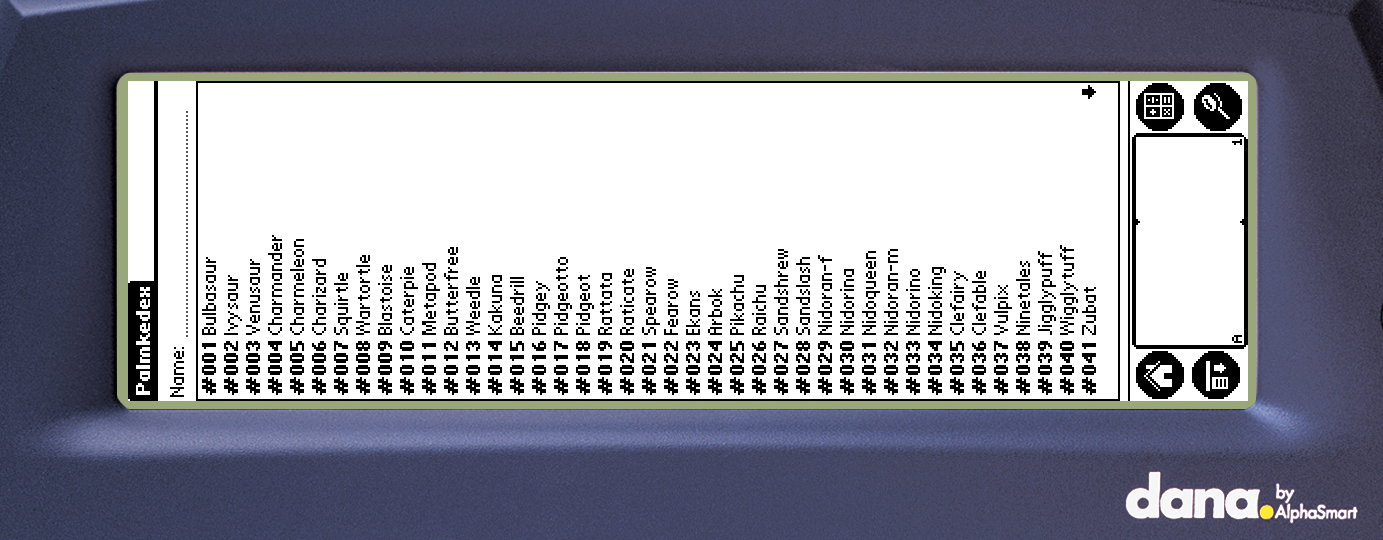 Palmkedex
Name:
#001 Bulbasaur
#002 Ivysaur
#003 Venusaur
#004 Charmander
#005 Charmeleon
#006 Charizard
#007 Squirtle
#008 Wartortle
#009 Blastoise
#010 Caterpie
#011 Metapod
#012 Butterfree
#013 Weedle
#014 Kakuna
#015 Beedrill
#016 Pidgey
#017 Pidgeotto
#018 Pidgeot
#019 Rattata
#020 Raticate
#021 Spearow
#022 Fearow
#023 Ekans
#024 Arbok
#025 Pikachu
#026 Raichu
#027 Sandshrew
#028 Sandslash
#029 Nidoran-f
#030 Nidorina
#031 Nidoqueen
#032 Nidoran-m
#033 Nidorino
#034 Nidoking
#035 Clefairy
#036 Clefable
#037 Vulpix
#038 Ninetales
#039 Jigglypuff
#040 Wigglytuff
#041 Zubat
A
1
dana. by AlphaSmart